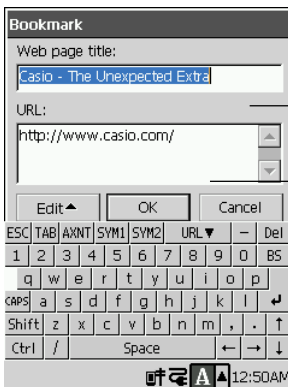 Bookmark
Web page title:
Casio - The Unexpected Extra
URL:
http://www.casio.com/
Edit OK Cancel
ESC TAB AXNT SYM1 SYM2 URL▼ - Del
1 2 3 4 5 6 7 8 9 0 BS
q w e r t y u i o p
CAPS a s d f g h j k l ↵
Shift z x c v b n m , . ↑
Ctrl / Space ← → ↓
A 12:50AM